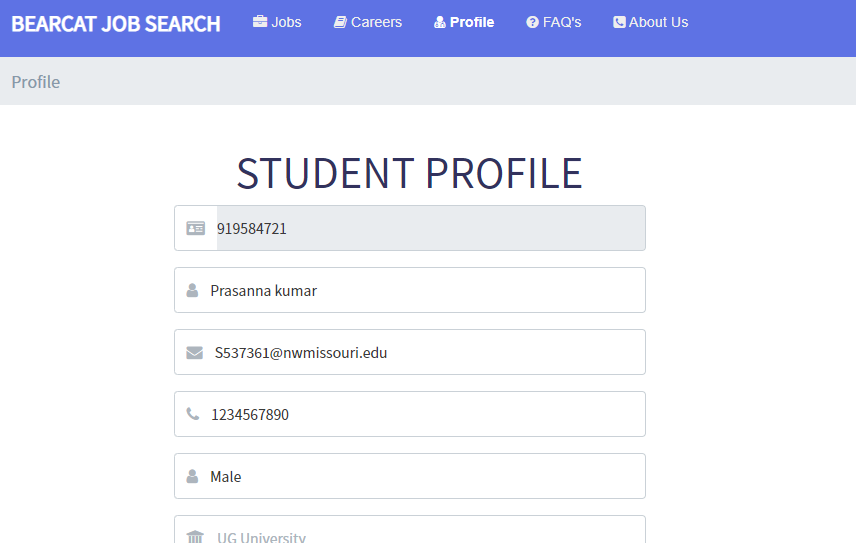 BEARCAT JOB SEARCH Jobs Careers Profile FAQ's About Us
Profile
STUDENT PROFILE
919584721
Prasanna kumar
S537361@nwmissouri.edu
1234567890
Male
UG University